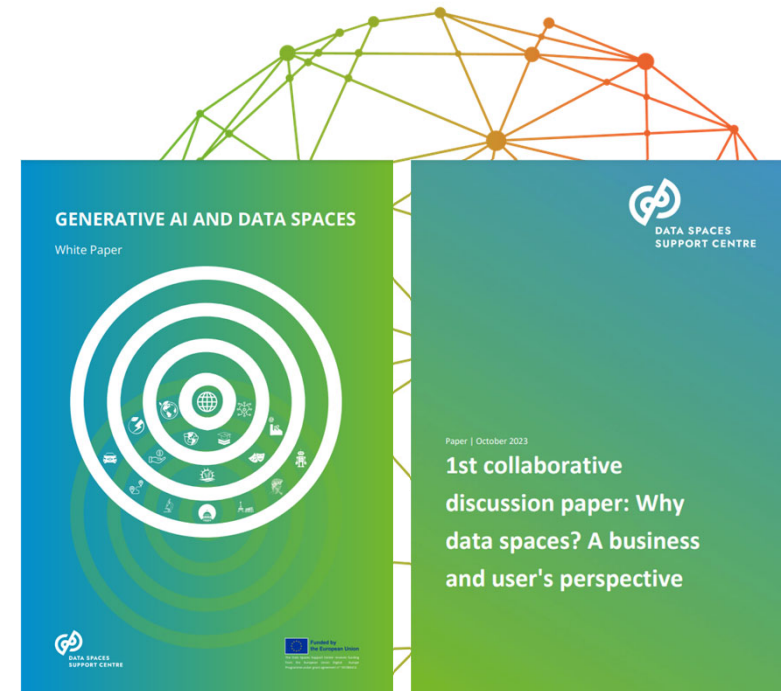 GENERATIVE AI AND DATA SPACES
White Paper
DATA SPACES
SUPPORT CENTRE
Funded by
the European Union
DATA SPACES
SUPPORT CENTRE
Paper | October 2023
1st collaborative
discussion paper: Why
data spaces? A business
and user's perspective